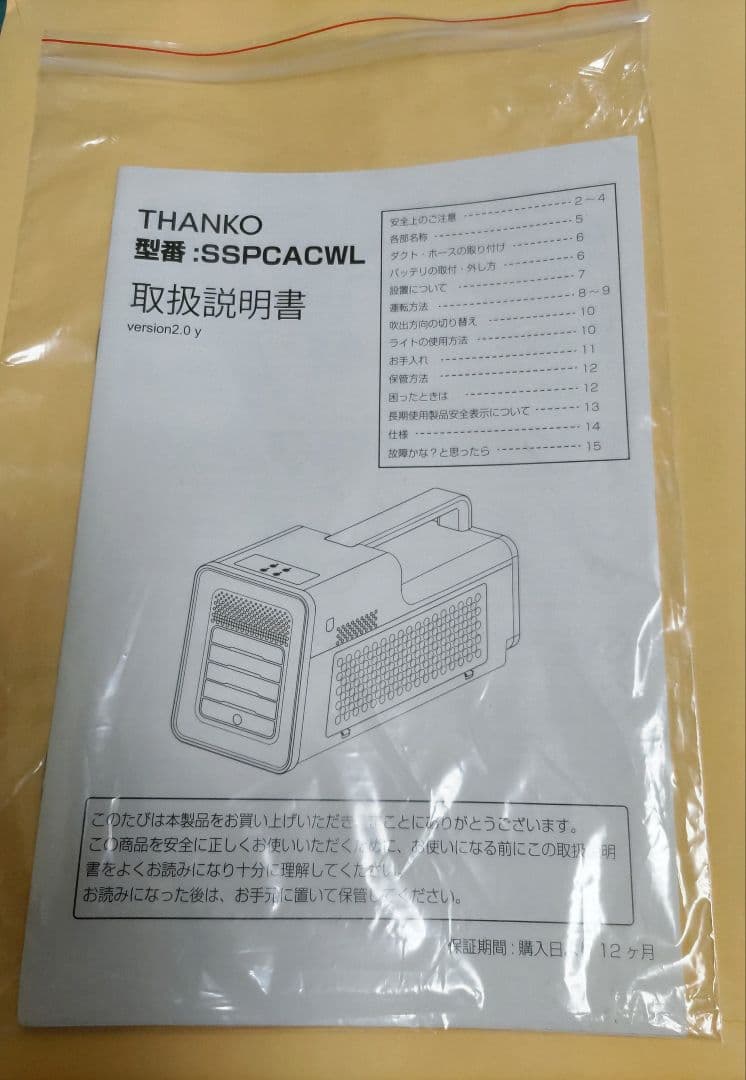 THANKO
型番:SSPCACWL
取扱説明書
version2.0 y
安全上のご注意 2～4
各部名称 5
ダクト・ホースの取り付け 6
バッテリの取付・外し方 6
設置について 7
運転方法 8～9
吹出方向の切り替え 10
ライトの使用方法 10
お手入れ 11
保管方法 12
困ったときは 12
長期使用製品安全表示について 13
仕様 14
故障かな?と思ったら 15
このたびは本製品をお買い上げいただき ことにありがとうございます。
この商品を安全に正しくお使いいただくために、お使いになる前にこの取扱説明
書をよくお読みになり十分に理解してください。
お読みになった後は、お手元に置いて保管してください。
保証期間:購入日より12ヶ月